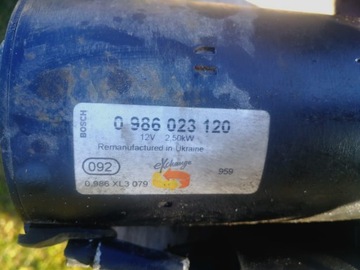 BOSCH
0 986 023 120
12V 2,50kW
Remanufactured in Ukraine
092
eXchange
959
0.986 XL3 079